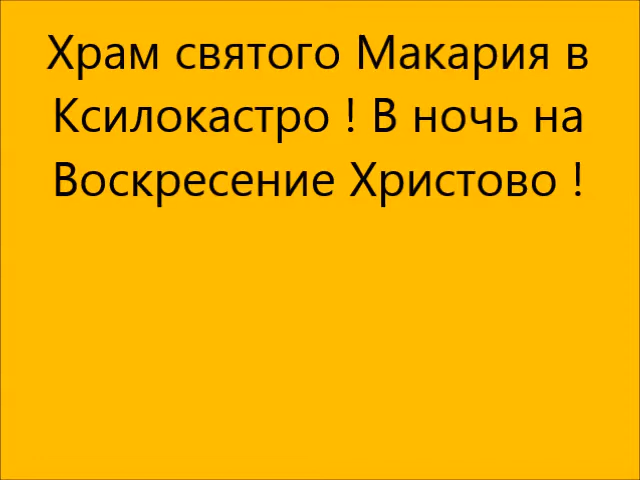 Храм святого Макария в
Ксилокастро ! В ночь на
Воскресение Христово !